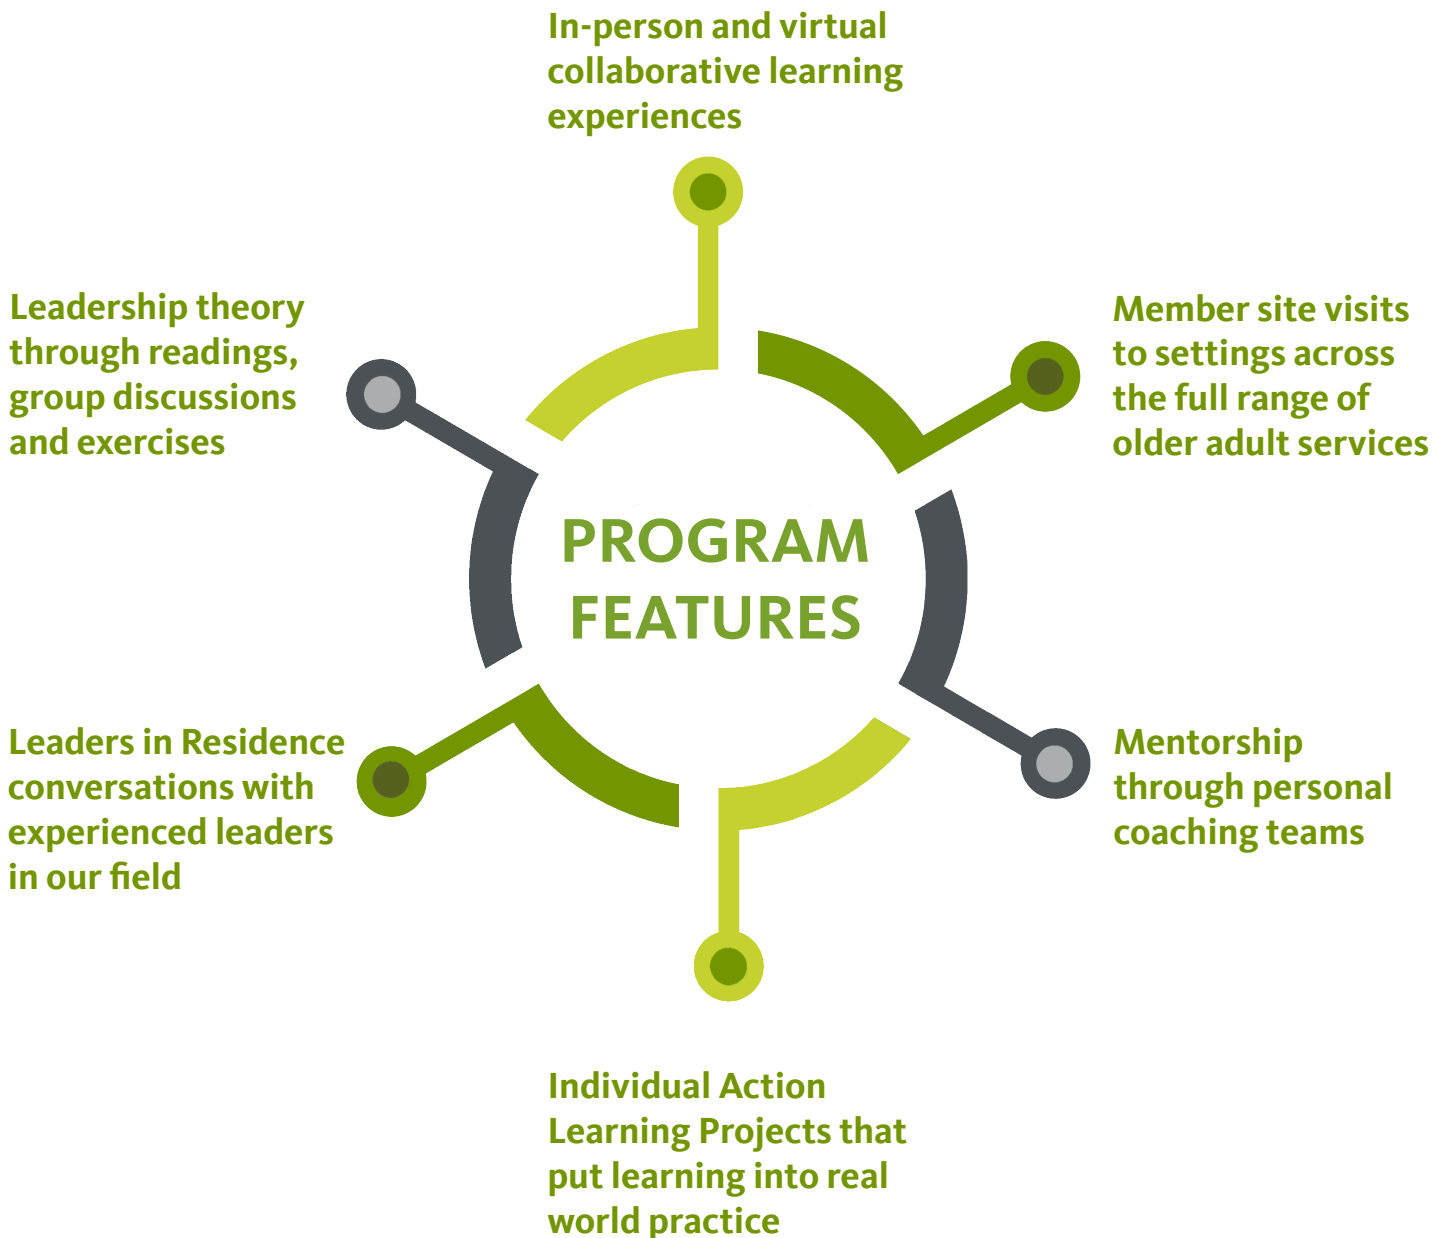 In-person and virtual
collaborative learning
experiences
Member site visits
to settings across
the full range of
older adult services
Mentorship
through personal
coaching teams
Individual Action
Learning Projects that
put learning into real
world practice
Leaders in Residence
conversations with
experienced leaders
in our field
Leadership theory
through readings,
group discussions
and exercises
PROGRAM
FEATURES